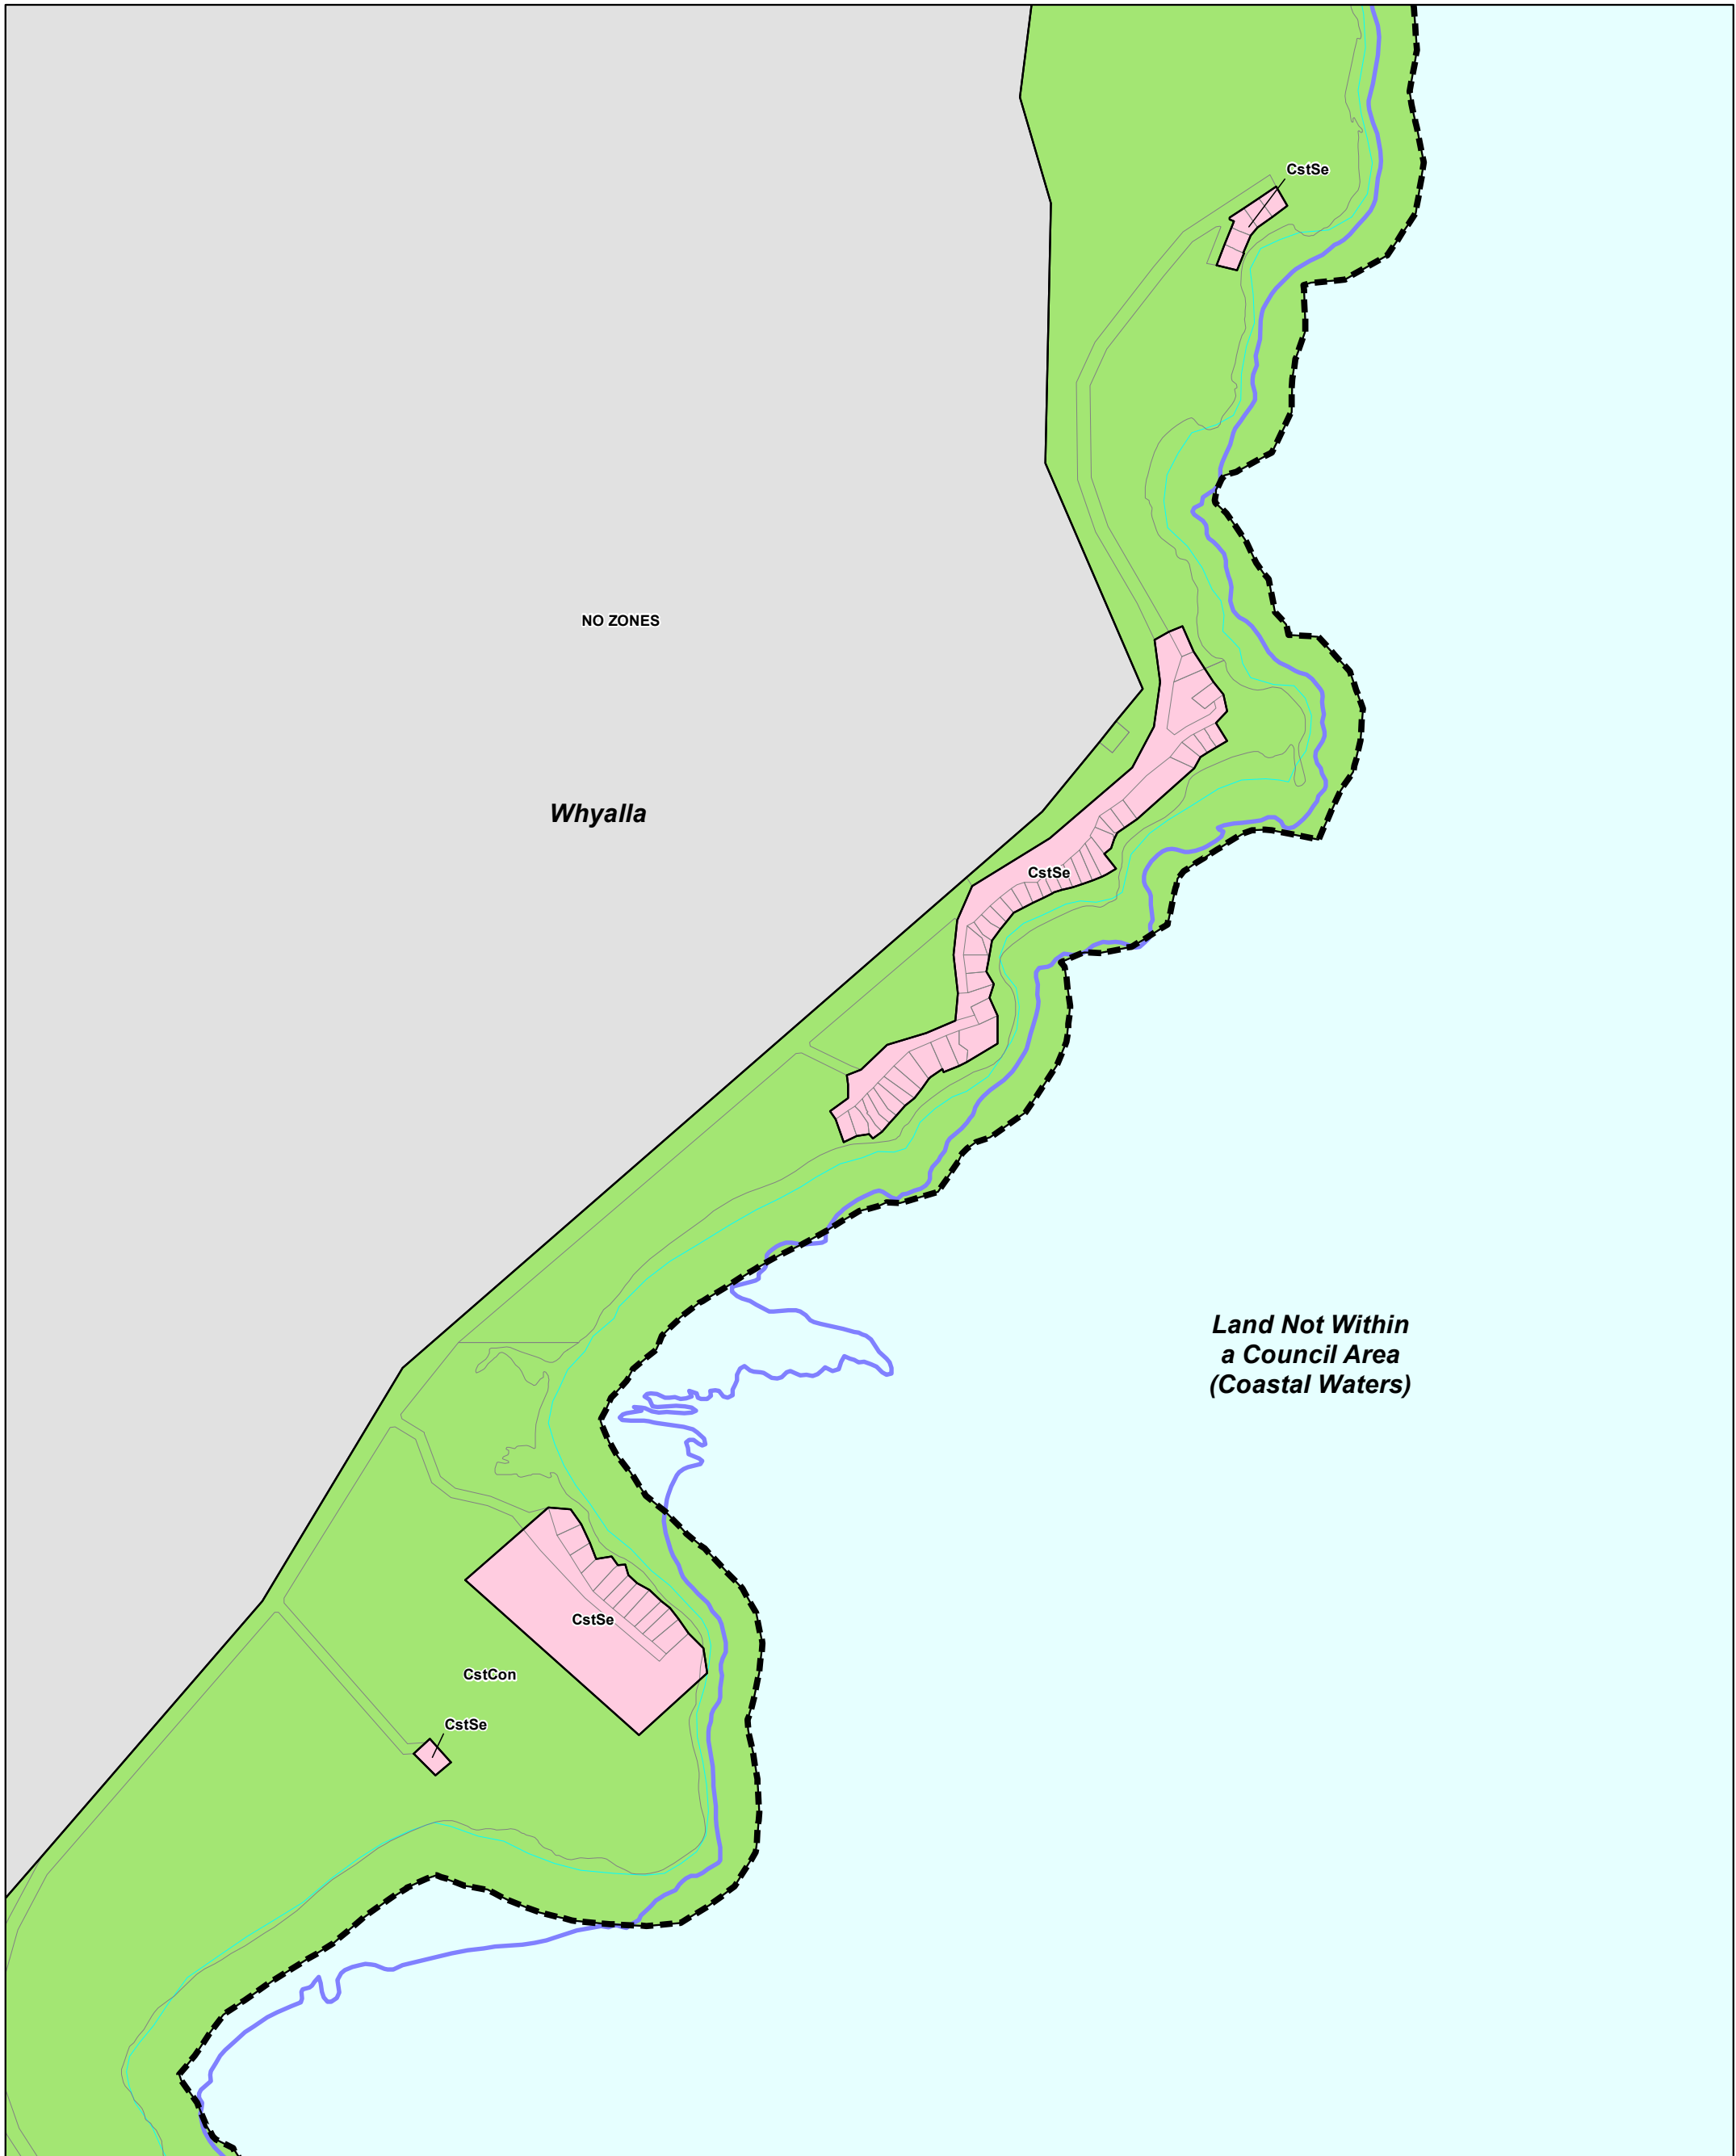 CstSe
NO ZONES
Whyalla
CstSe
Land Not Within
a Council Area
(Coastal Waters)
CstSe
CstCon
CstSe